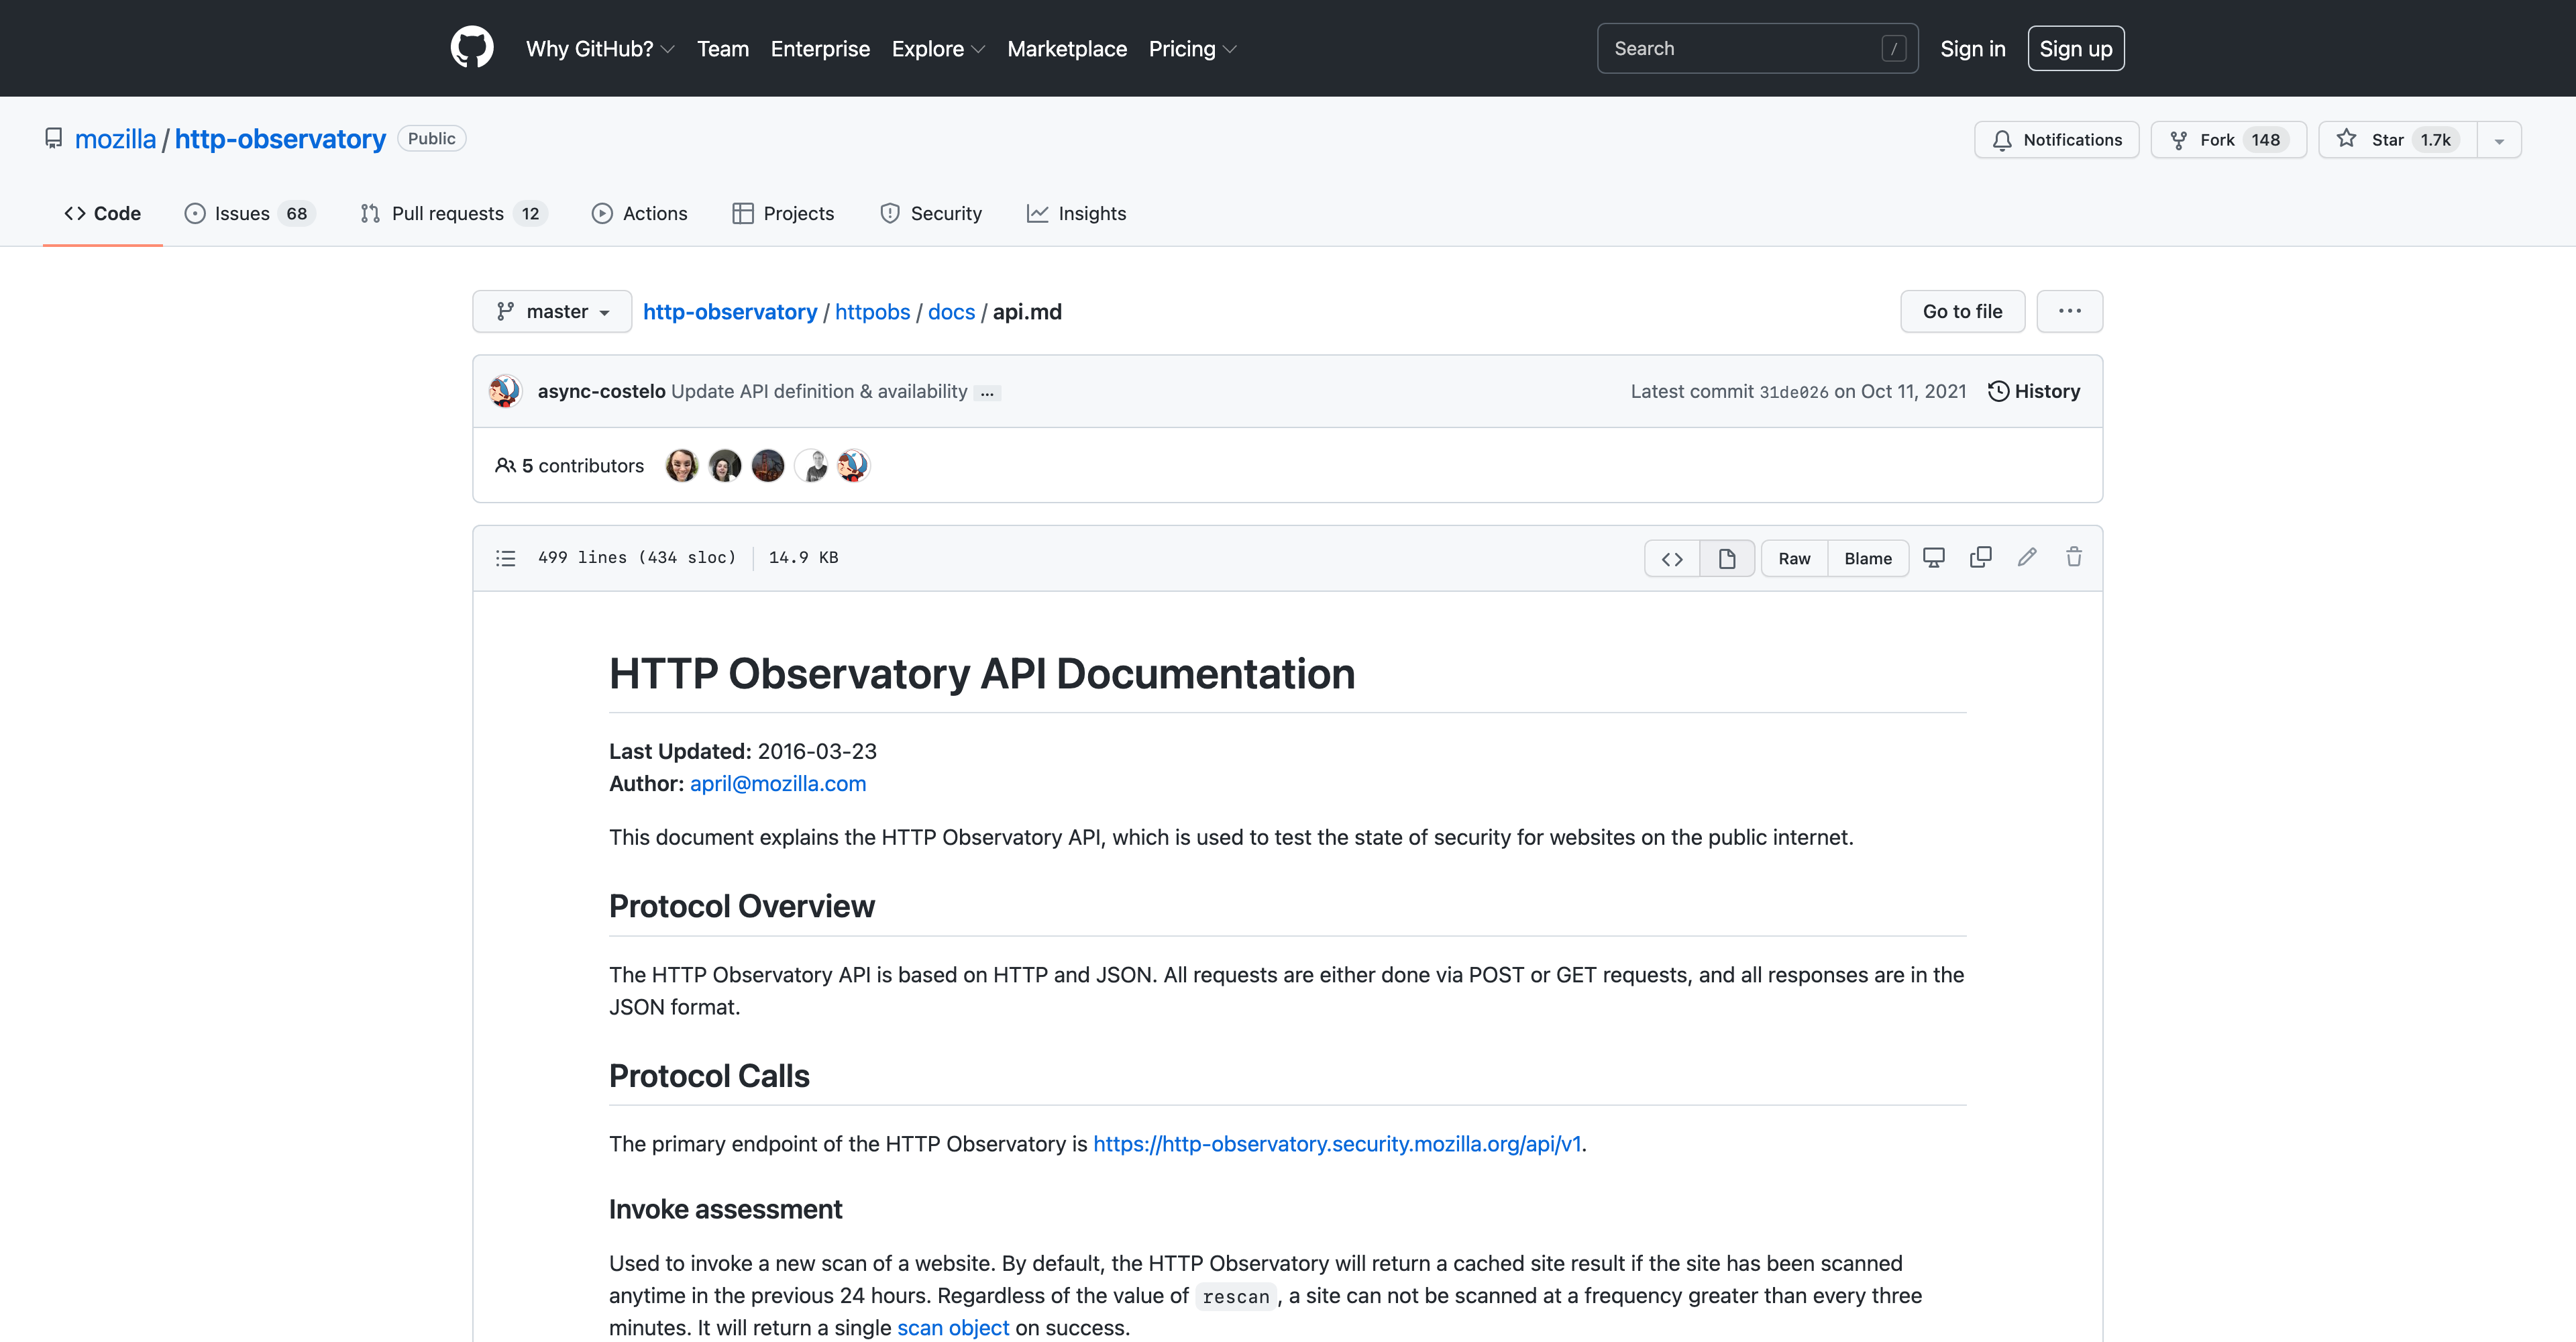 Why GitHub? Team Enterprise Explore Marketplace Pricing Search / Sign in Sign up
mozilla / http-observatory Public Notifications Fork 148 Star 1.7k
Code Issues 68 Pull requests 12 Actions Projects Security Insights
master http-observatory / httpobs / docs / api.md Go to file ...
async-costelo Update API definition & availability ... Latest commit 31de026 on Oct 11, 2021 History
5 contributors
499 lines (434 sloc) 14.9 KB <> Raw Blame
HTTP Observatory API Documentation
Last Updated: 2016-03-23
Author: april@mozilla.com
This document explains the HTTP Observatory API, which is used to test the state of security for websites on the public internet.
Protocol Overview
The HTTP Observatory API is based on HTTP and JSON. All requests are either done via POST or GET requests, and all responses are in the
JSON format.
Protocol Calls
The primary endpoint of the HTTP Observatory is https://http-observatory.security.mozilla.org/api/v1.
Invoke assessment
Used to invoke a new scan of a website. By default, the HTTP Observatory will return a cached site result if the site has been scanned
anytime in the previous 24 hours. Regardless of the value of rescan, a site can not be scanned at a frequency greater than every three
minutes. It will return a single scan object on success.